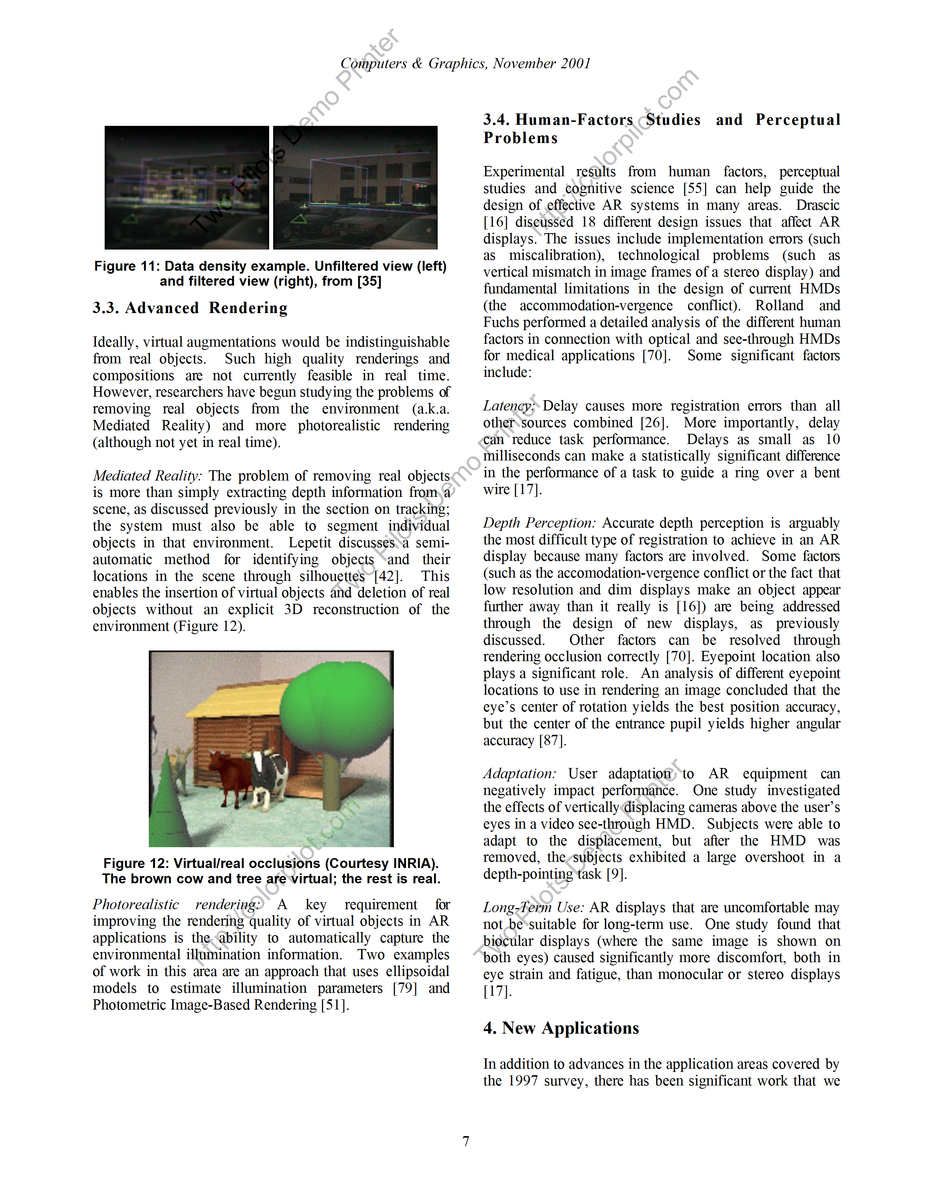 Computers & Graphics, November 2001
Figure 11: Data density example. Unfiltered view (left)
and filtered view (right), from [35]
3.3. Advanced Rendering
Ideally, virtual augmentations would be indistinguishable
from real objects. Such high quality renderings and
compositions are not currently feasible in real time.
However, researchers have begun studying the problems of
removing real objects from the environment (a.k.a.
Mediated Reality) and more photorealistic rendering
(although not yet in real time).
Mediated Reality: The problem of removing real objects
is more than simply extracting depth information from a
scene, as discussed previously in the section on tracking;
the system must also be able to segment individual
objects in that environment. Lepetit discusses a semi-
automatic method for identifying objects and their
locations in the scene through silhouettes [42]. This
enables the insertion of virtual objects and deletion of real
objects without an explicit 3D reconstruction of the
environment (Figure 12).
Figure 12: Virtual/real occlusions (Courtesy INRIA).
The brown cow and tree are virtual; the rest is real.
Photorealistic rendering: A key requirement for
improving the rendering quality of virtual objects in AR
applications is the ability to automatically capture the
environmental illumination information. Two examples
of work in this area are an approach that uses ellipsoidal
models to estimate illumination parameters [79] and
Photometric Image-Based Rendering [51].
3.4. Human-Factors Studies and Perceptual
Problems
Experimental results from human factors, perceptual
studies and cognitive science [55] can help guide the
design of effective AR systems in many areas. Drascic
[16] discussed 18 different design issues that affect AR
displays. The issues include implementation errors (such
as miscalibration), technological problems (such as
vertical mismatch in image frames of a stereo display) and
fundamental limitations in the design of current HMDs
(the accommodation-vergence conflict). Rolland and
Fuchs performed a detailed analysis of the different human
factors in connection with optical and see-through HMDs
for medical applications [70]. Some significant factors
include:
Latency: Delay causes more registration errors than all
other sources combined [26]. More importantly, delay
can reduce task performance. Delays as small as 10
milliseconds can make a statistically significant difference
in the performance of a task to guide a ring over a bent
wire [17].
Depth Perception: Accurate depth perception is arguably
the most difficult type of registration to achieve in an AR
display because many factors are involved. Some factors
(such as the accomodation-vergence conflict or the fact that
low resolution and dim displays make an object appear
further away than it really is [16]) are being addressed
through the design of new displays, as previously
discussed. Other factors can be resolved through
rendering occlusion correctly [70]. Eyepoint location also
plays a significant role. An analysis of different eyepoint
locations to use in rendering an image concluded that the
eye's center of rotation yields the best position accuracy,
but the center of the entrance pupil yields higher angular
accuracy [87].
Adaptation: User adaptation to AR equipment can
negatively impact performance. One study investigated
the effects of vertically displacing cameras above the user's
eyes in a video see-through HMD. Subjects were able to
adapt to the displacement, but after the HMD was
removed, the subjects exhibited a large overshoot in a
depth-pointing task [9].
Long-Term Use: AR displays that are uncomfortable may
not be suitable for long-term use. One study found that
biocular displays (where the same image is shown on
both eyes) caused significantly more discomfort, both in
eye strain and fatigue, than monocular or stereo displays
[17].
4. New Applications
In addition to advances in the application areas covered by
the 1997 survey, there has been significant work that we
7
Two Pilots Demo Printer
http://colorpilot.com
Two Pilots Demo Printer
http://colorpilot.com
Two Pilots Demo Printer